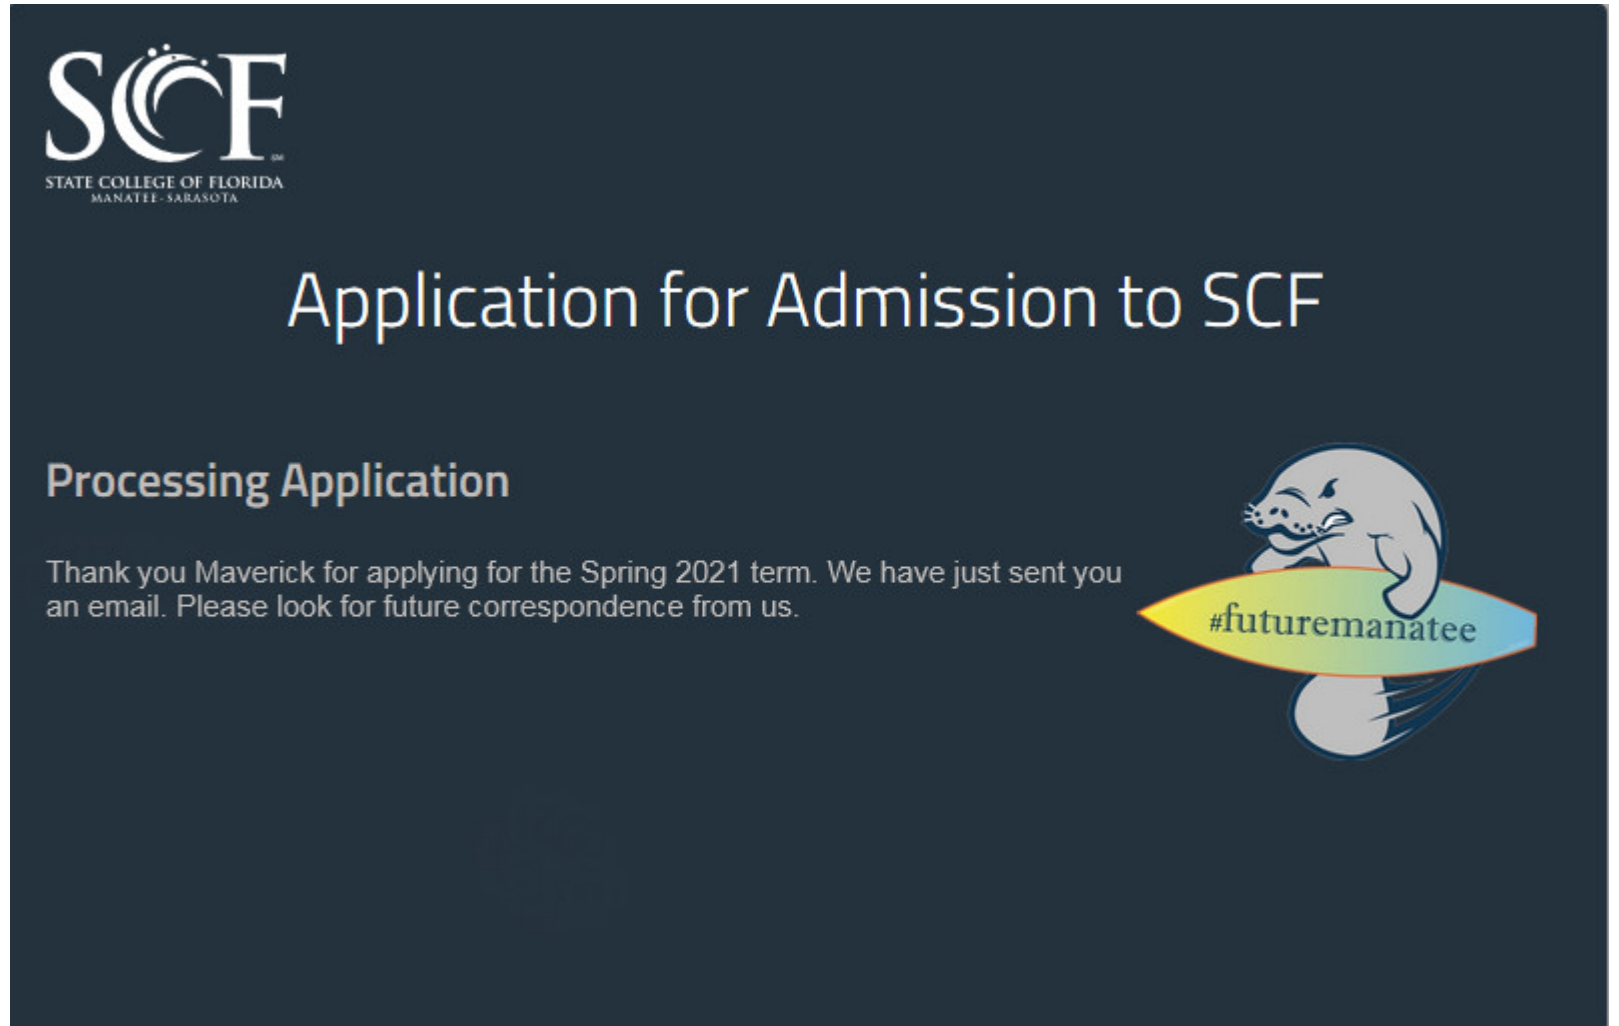 SCF
SM
STATE COLLEGE OF FLORIDA
MANATEE-SARASOTA
Application for Admission to SCF
Processing Application
Thank you Maverick for applying for the Spring 2021 term. We have just sent you
an email. Please look for future correspondence from us.
#futuremanatee